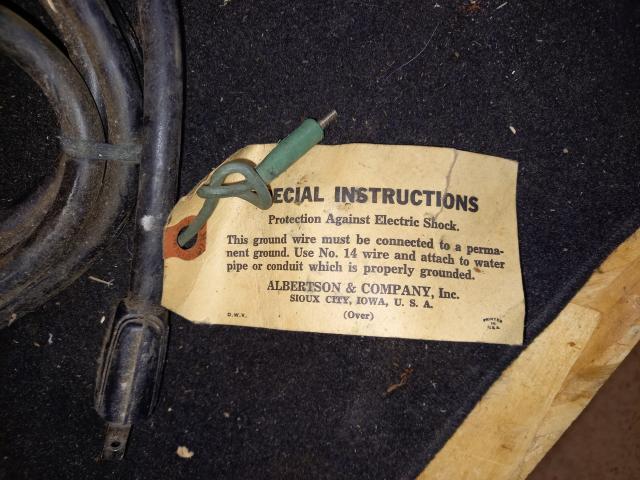 ECIAL INSTRUCTIONS
Protection Against Electric Shock.
This ground wire must be connected to a perma-
nent ground. Use No. 14 wire and attach to water
pipe or conduit which is properly grounded.
ALBERTSON & COMPANY, Inc.
SIOUX CITY, IOWA, U. S. A.
(Over)
D.W.V.
PRINTED
IN
U.S.A.